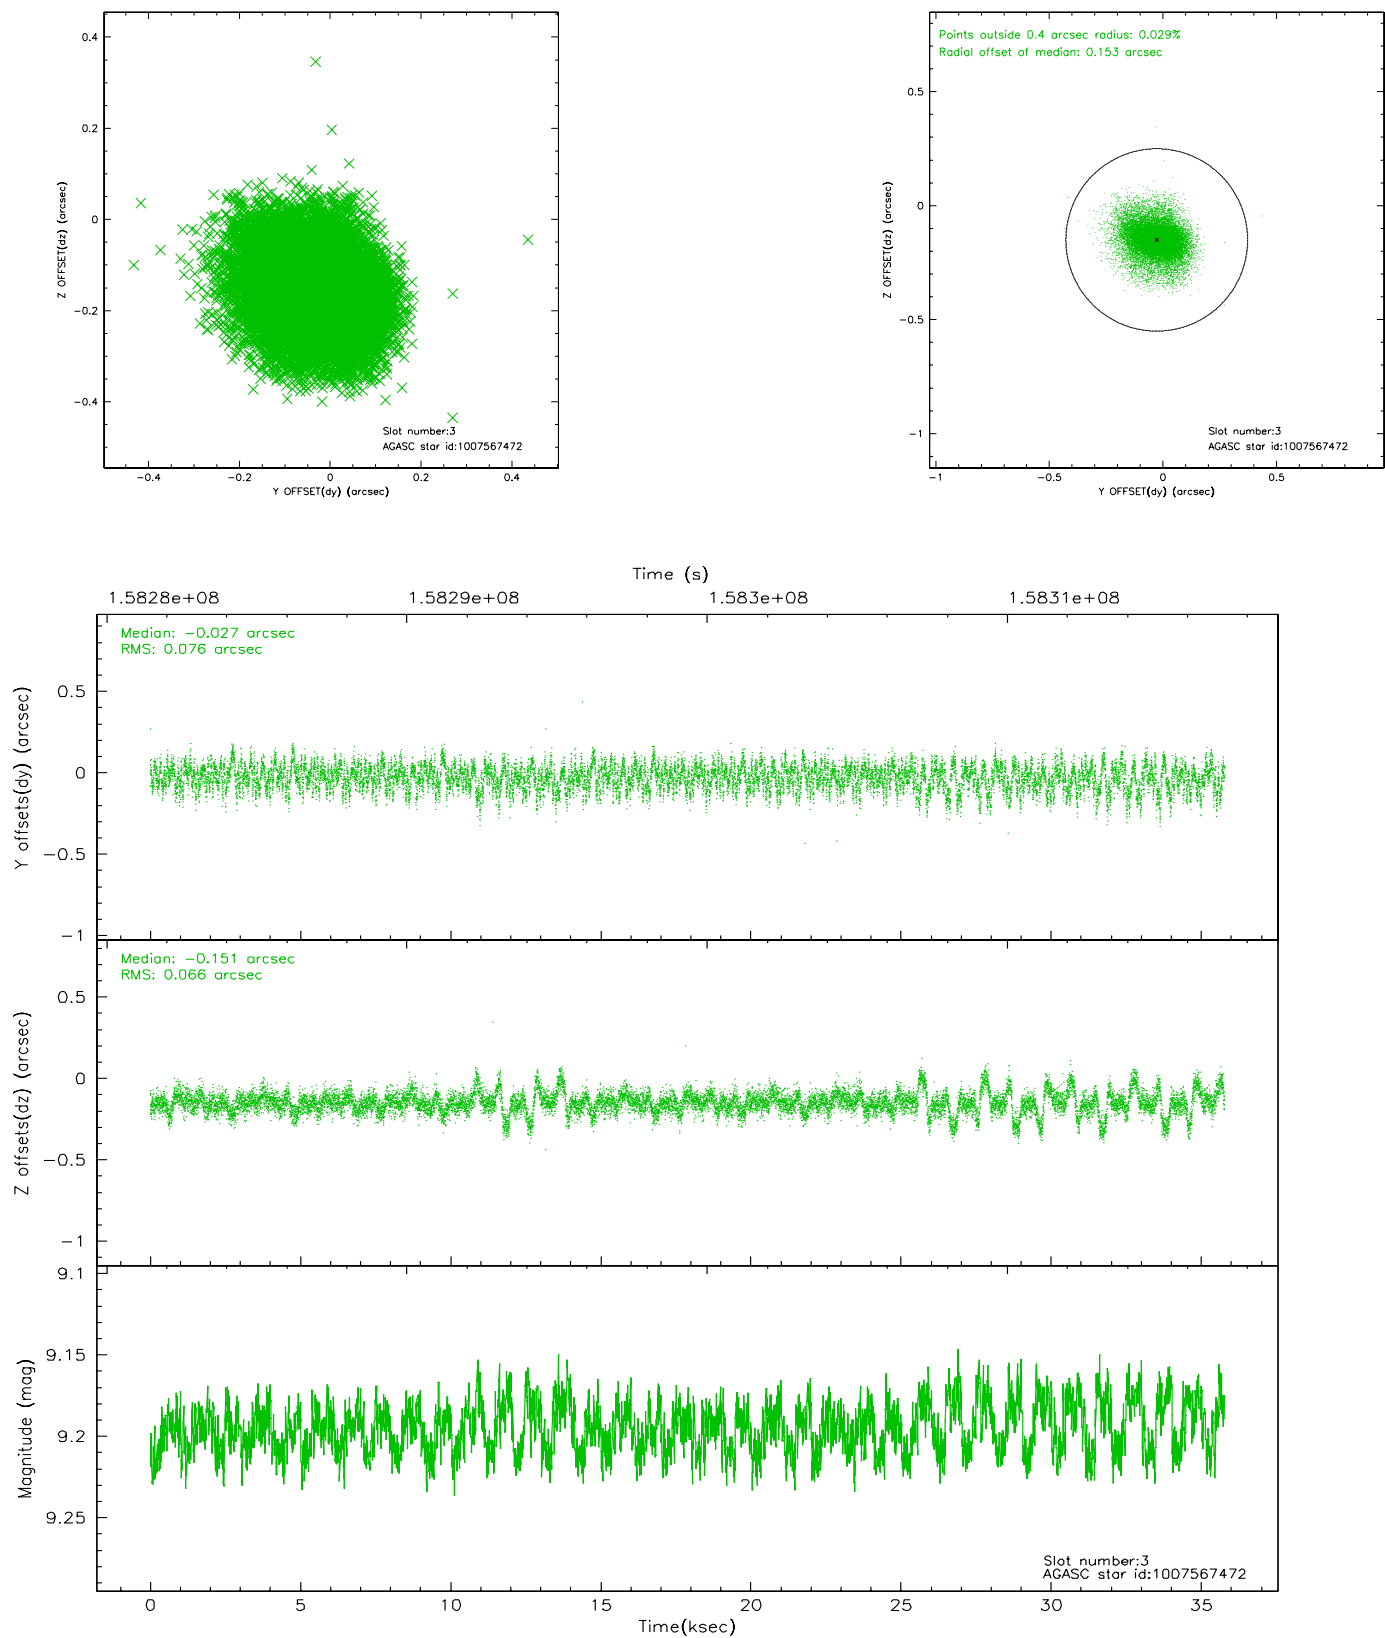 0.4
0.2
0
−0.2
−0.4
Z OFFSET(dz) (arcsec)
Slot number:3
AGASC star id:1007567472
−0.4
−0.2
0
0.2
0.4
Y OFFSET(dy) (arcsec)
Points outside 0.4 arcsec radius: 0.029%
Radial offset of median: 0.153 arcsec
0.5
0
−0.5
−1
Z OFFSET(dz) (arcsec)
Slot number:3
AGASC star id:1007567472
−1
−0.5
0
0.5
Y OFFSET(dy) (arcsec)
Time (s)
1.5828e+08
1.5829e+08
1.583e+08
1.5831e+08
Median: −0.027 arcsec
RMS: 0.076 arcsec
0.5
0
−0.5
−1
Y offsets(dy) (arcsec)
Median: −0.151 arcsec
RMS: 0.066 arcsec
0.5
0
−0.5
−1
Z offsets(dz) (arcsec)
9.1
9.15
9.2
9.25
Magnitude (mag)
Slot number:3
AGASC star id:1007567472
0
5
10
15
20
25
30
35
Time(ksec)